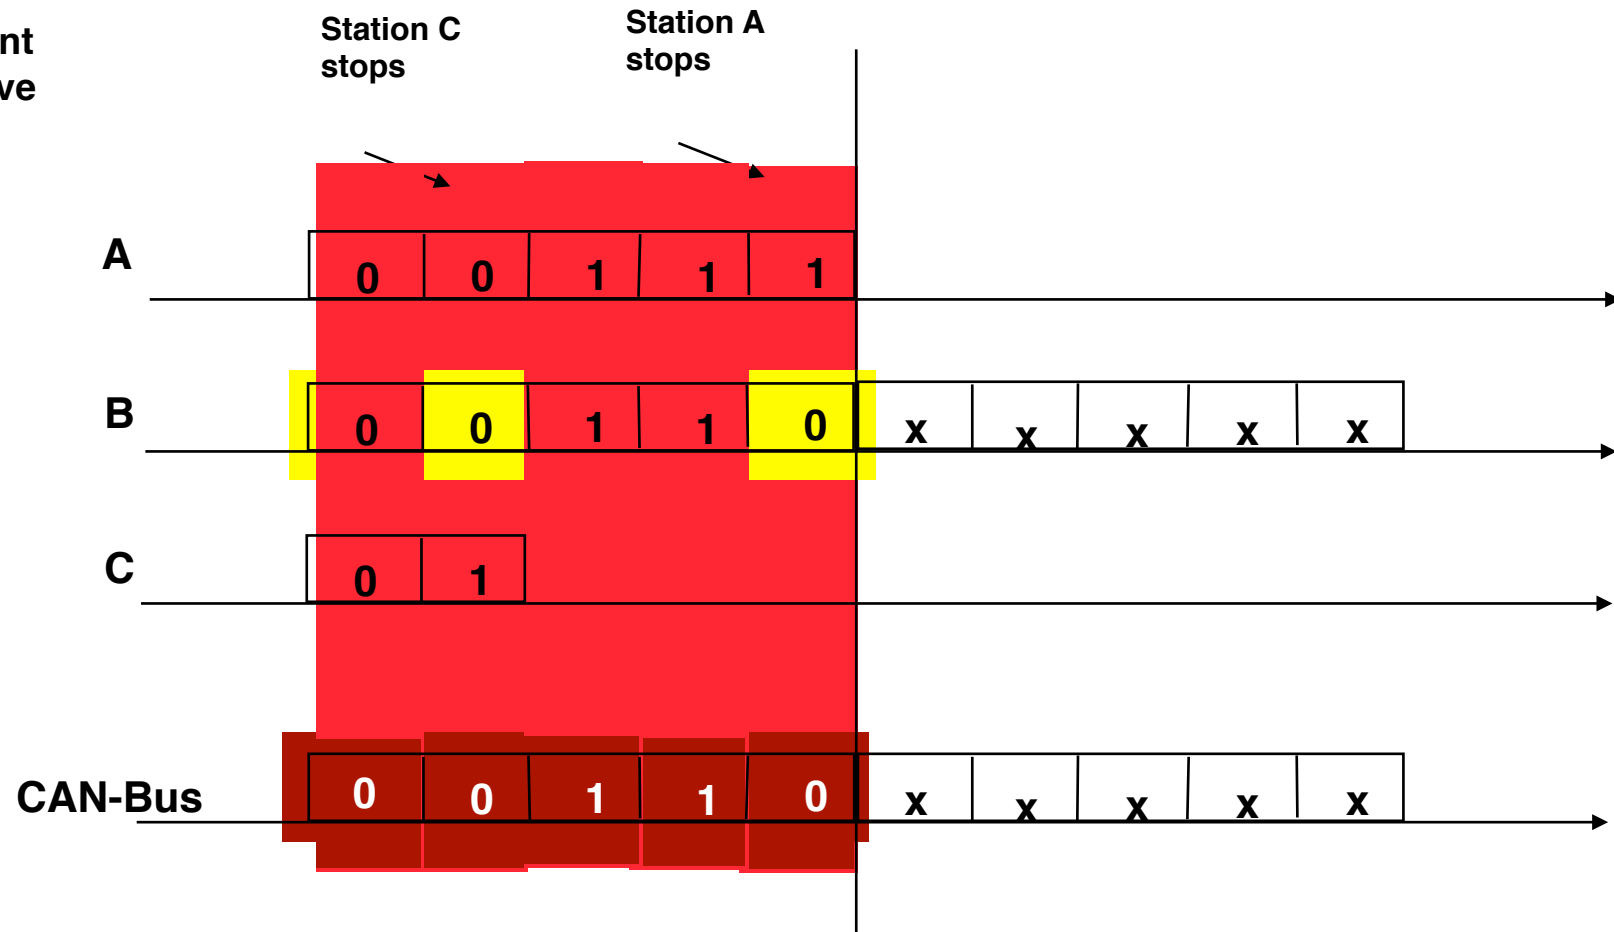 nt
ve
Station C
stops
Station A
stops
A
0 0 1 1 1
B
0 0 1 1 0 x x x x x
C
0 1
CAN-Bus
0 0 1 1 0 x x x x x